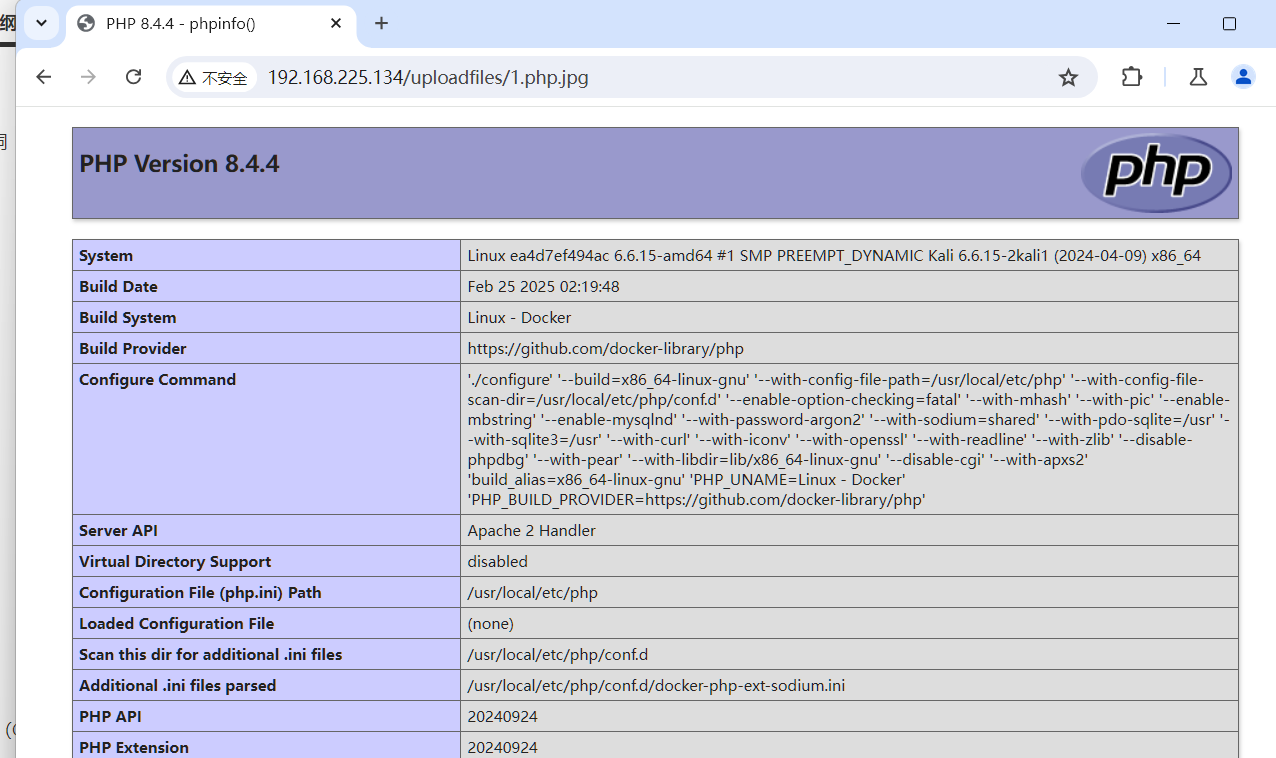 纲
PHP 8.4.4 - phpinfo()
不安全 192.168.225.134/uploadfiles/1.php.jpg
PHP Version 8.4.4
php
System Linux ea4d7ef494ac 6.6.15-amd64 #1 SMP PREEMPT_DYNAMIC Kali 6.6.15-2kali1 (2024-04-09) x86_64
Build Date Feb 25 2025 02:19:48
Build System Linux - Docker
Build Provider https://github.com/docker-library/php
Configure Command './configure' '--build=x86_64-linux-gnu' '--with-config-file-path=/usr/local/etc/php' '--with-config-file-
scan-dir=/usr/local/etc/php/conf.d' '--enable-option-checking=fatal' '--with-mhash' '--with-pic' '--enable-
mbstring' '--enable-mysqlnd' '--with-password-argon2' '--with-sodium=shared' '--with-pdo-sqlite=/usr' '-
-with-sqlite3=/usr' '--with-curl' '--with-iconv' '--with-openssl' '--with-readline' '--with-zlib' '--disable-
phpdbg' '--with-pear' '--with-libdir=lib/x86_64-linux-gnu' '--disable-cgi' '--with-apxs2'
'build_alias=x86_64-linux-gnu' 'PHP_UNAME=Linux - Docker'
'PHP_BUILD_PROVIDER=https://github.com/docker-library/php'
Server API Apache 2 Handler
Virtual Directory Support disabled
Configuration File (php.ini) Path /usr/local/etc/php
Loaded Configuration File (none)
Scan this dir for additional .ini files /usr/local/etc/php/conf.d
Additional .ini files parsed /usr/local/etc/php/conf.d/docker-php-ext-sodium.ini
PHP API 20240924
PHP Extension 20240924